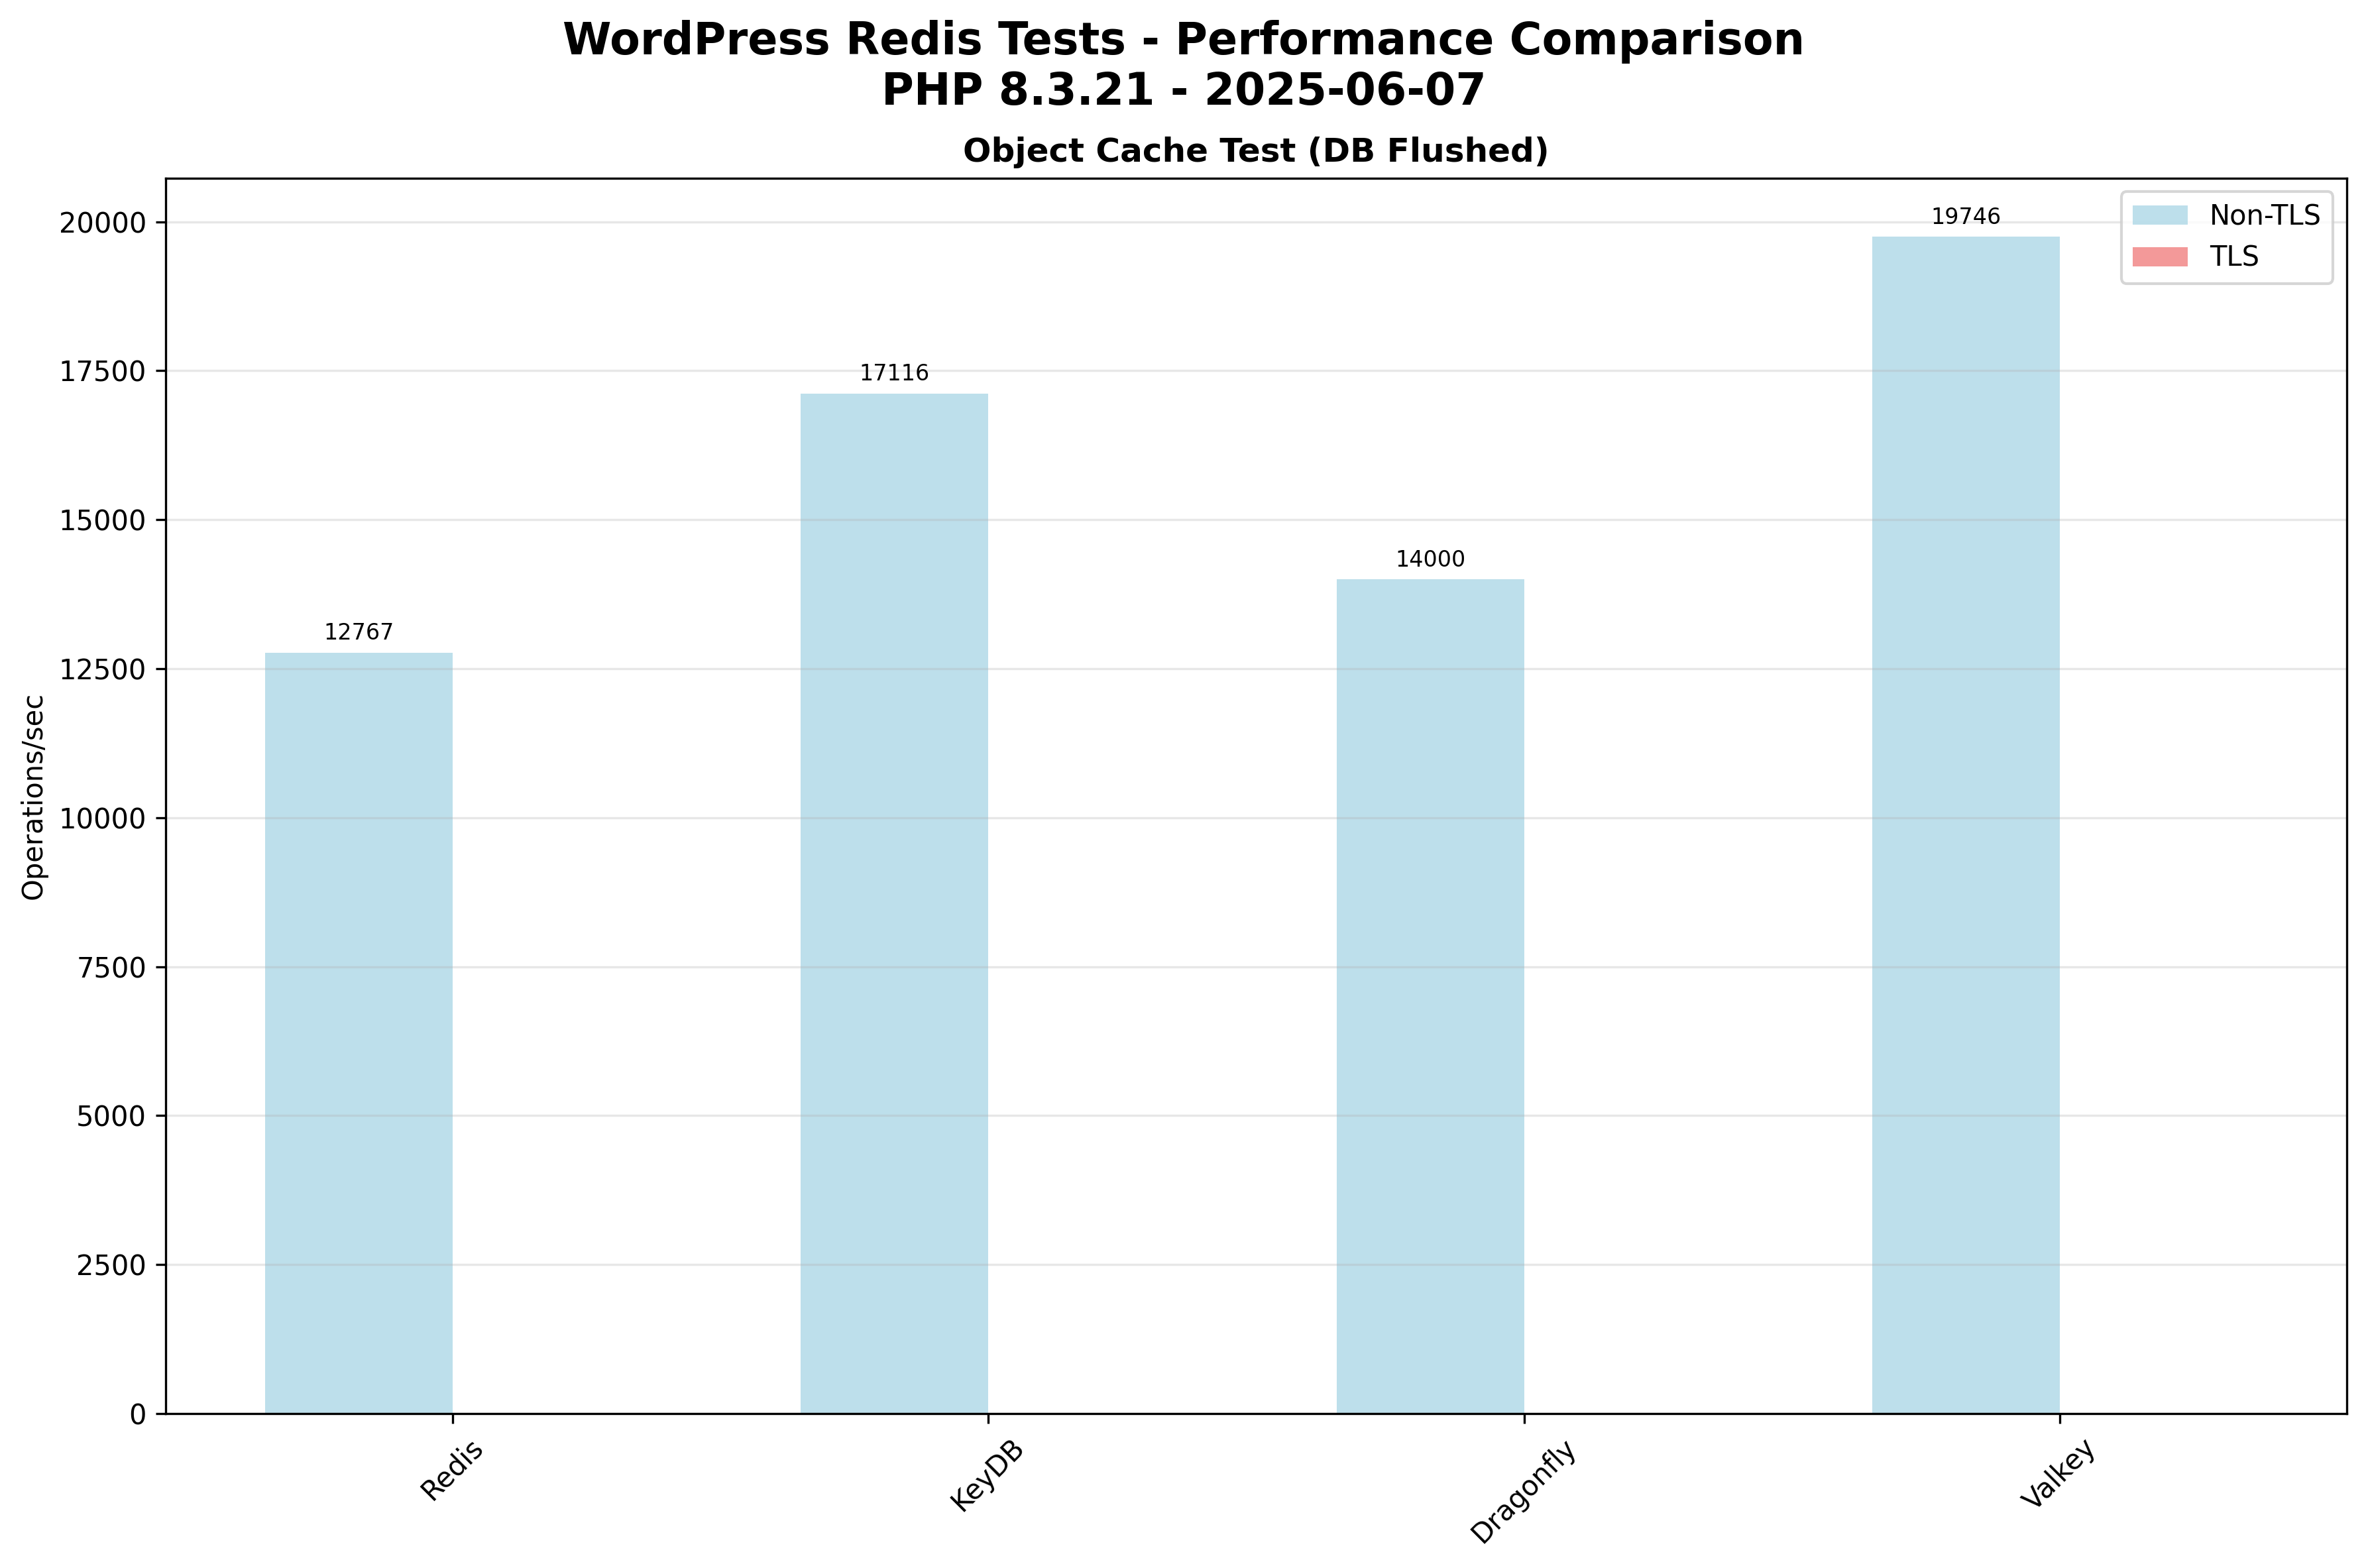 WordPress Redis Tests - Performance Comparison
PHP 8.3.21 - 2025-06-07
Object Cache Test (DB Flushed)
Non-TLS
TLS
Operations/sec
20000
17500
15000
12500
10000
7500
5000
2500
0
12767
17116
14000
19746
Redis
KeyDB
Dragonfly
Valkey